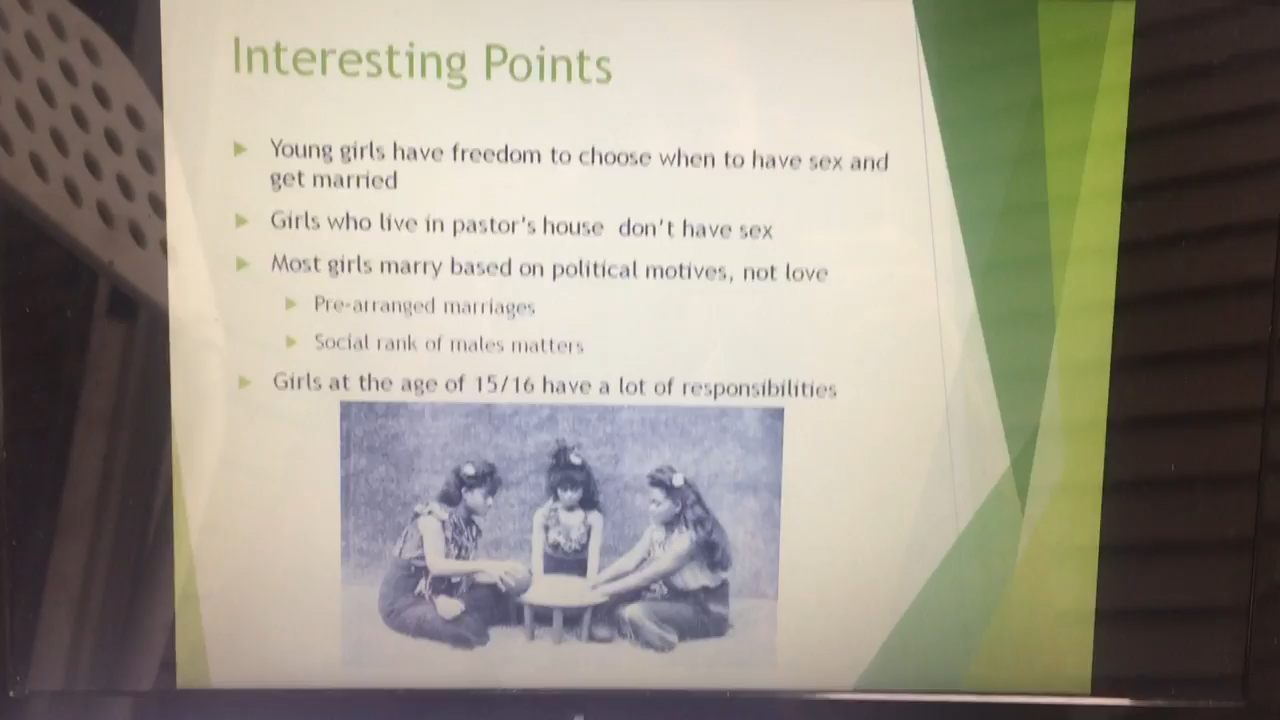 Interesting Points
Young girls have freedom to choose when to have sex and
get married
Girls who live in pastor's house don't have sex
Most girls marry based on political motives, not love
Pre-arranged marriages
Social rank of males matters
Girls at the age of 15/16 have a lot of responsibilities